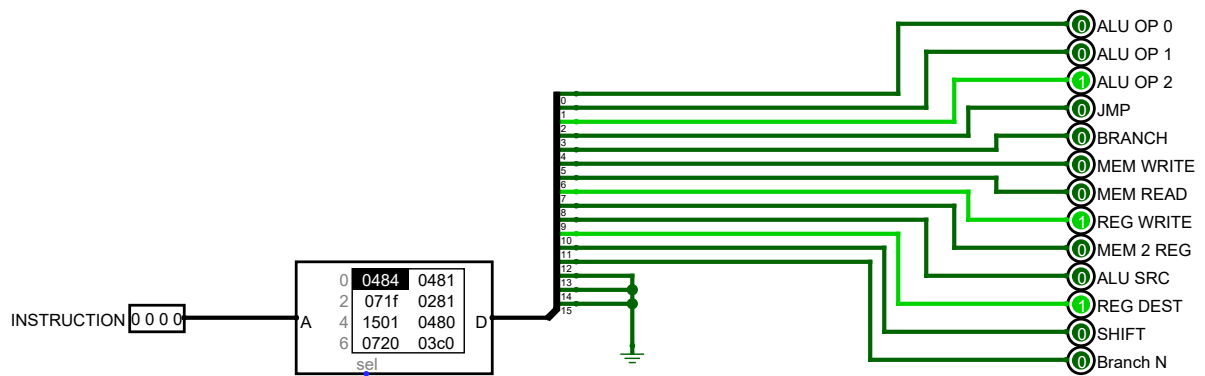 0 ALU OP 0
0 ALU OP 1
1 ALU OP 2
0 JMP
0 BRANCH
0 MEM WRITE
0 MEM READ
1 REG WRITE
0 MEM 2 REG
0 ALU SRC
1 REG DEST
0 SHIFT
0 Branch N
0
1
2
3
4
5
6
7
8
9
10
11
12
13
14
15
INSTRUCTION 0 0 0 0
A
0 0484 0481
2 071f 0281
4 1501 0480
6 0720 03c0
sel
D